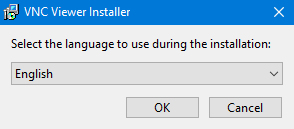 VNC Viewer Installer
Select the language to use during the installation:
English
OK
Cancel